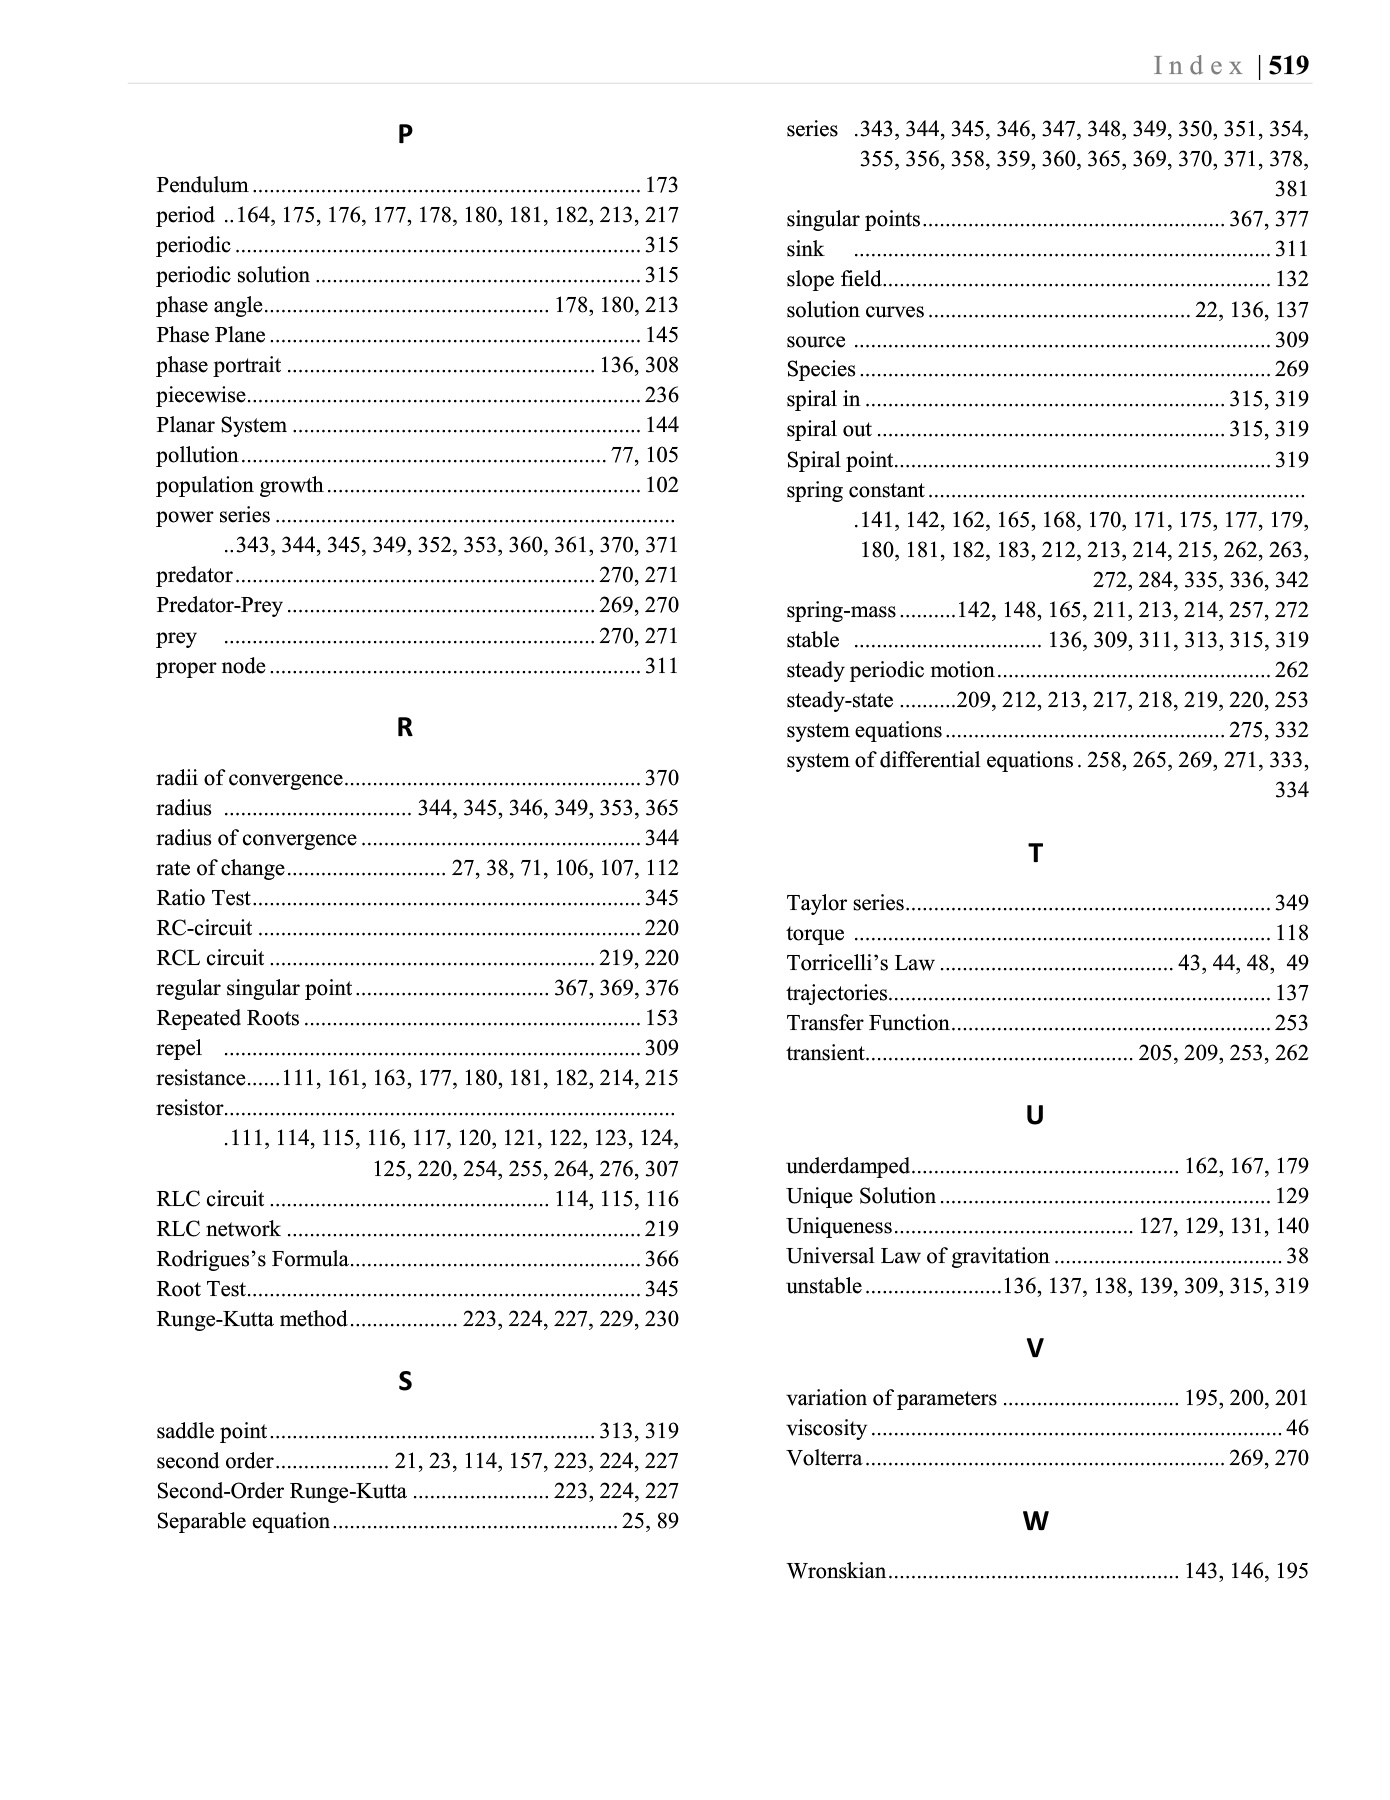 Index |519
P
Pendulum.................................................................... 173
period ..164, 175, 176, 177, 178, 180, 181, 182, 213, 217
periodic....................................................................... 315
periodic solution ......................................................... 315
phase angle.................................................. 178, 180, 213
Phase Plane ................................................................. 145
phase portrait ...................................................... 136, 308
piecewise..................................................................... 236
Planar System ............................................................. 144
pollution................................................................ 77, 105
population growth....................................................... 102
power series ......................................................................
..343, 344, 345, 349, 352, 353, 360, 361, 370, 371
predator............................................................... 270, 271
Predator-Prey ...................................................... 269, 270
prey ................................................................. 270, 271
proper node ................................................................. 311
R
radii of convergence.................................................... 370
radius ................................. 344, 345, 346, 349, 353, 365
radius of convergence ................................................. 344
rate of change............................ 27, 38, 71, 106, 107, 112
Ratio Test.................................................................... 345
RC-circuit ................................................................... 220
RCL circuit ......................................................... 219, 220
regular singular point.................................. 367, 369, 376
Repeated Roots ........................................................... 153
repel ......................................................................... 309
resistance......111, 161, 163, 177, 180, 181, 182, 214, 215
resistor...............................................................................
.111, 114, 115, 116, 117, 120, 121, 122, 123, 124,
125, 220, 254, 255, 264, 276, 307
RLC circuit ................................................. 114, 115, 116
RLC network .............................................................. 219
Rodrigues’s Formula................................................... 366
Root Test..................................................................... 345
Runge-Kutta method................... 223, 224, 227, 229, 230
S
saddle point......................................................... 313, 319
second order.................... 21, 23, 114, 157, 223, 224, 227
Second-Order Runge-Kutta ........................ 223, 224, 227
Separable equation.................................................. 25, 89
series .343, 344, 345, 346, 347, 348, 349, 350, 351, 354,
355, 356, 358, 359, 360, 365, 369, 370, 371, 378,
381
singular points..................................................... 367, 377
sink ......................................................................... 311
slope field.................................................................... 132
solution curves.............................................. 22, 136, 137
source ......................................................................... 309
Species........................................................................ 269
spiral in ............................................................... 315, 319
spiral out ............................................................. 315, 319
Spiral point.................................................................. 319
spring constant..................................................................
.141, 142, 162, 165, 168, 170, 171, 175, 177, 179,
180, 181, 182, 183, 212, 213, 214, 215, 262, 263,
272, 284, 335, 336, 342
spring-mass..........142, 148, 165, 211, 213, 214, 257, 272
stable ................................. 136, 309, 311, 313, 315, 319
steady periodic motion................................................ 262
steady-state ..........209, 212, 213, 217, 218, 219, 220, 253
system equations................................................. 275, 332
system of differential equations. 258, 265, 269, 271, 333,
334
T
Taylor series................................................................ 349
torque ......................................................................... 118
Torricelli’s Law ......................................... 43, 44, 48, 49
trajectories................................................................... 137
Transfer Function........................................................ 253
transient............................................... 205, 209, 253, 262
U
underdamped............................................... 162, 167, 179
Unique Solution.......................................................... 129
Uniqueness.......................................... 127, 129, 131, 140
Universal Law of gravitation ........................................ 38
unstable........................136, 137, 138, 139, 309, 315, 319
V
variation of parameters ............................... 195, 200, 201
viscosity........................................................................ 46
Volterra............................................................... 269, 270
W
Wronskian................................................... 143, 146, 195